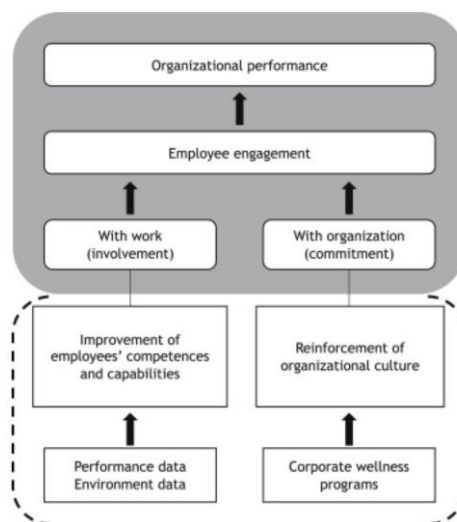 Organizational performance
Employee engagement
With work
(involvement)
With organization
(commitment)
Improvement of
employees' competences
and capabilities
Reinforcement of
organizational culture
Performance data
Environment data
Corporate wellness
programs